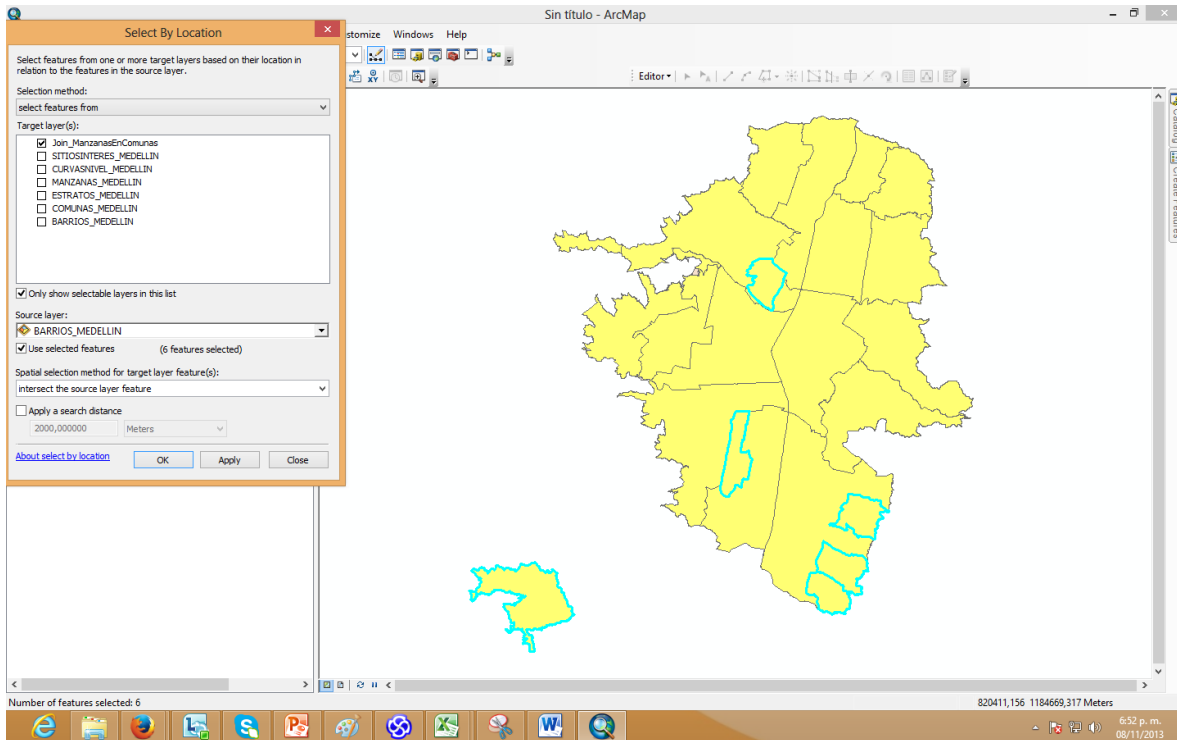 Sin título - ArcMap
Select By Location
stomize Windows Help
Select features from one or more target layers based on their location in
relation to the features in the source layer.
Selection method:
select features from
Target layer(s):
Join_ManzanasEnComunas
SITIOSINTERES_MEDELLIN
CURVASNIVEL_MEDELLIN
MANZANAS_MEDELLIN
ESTRATOS_MEDELLIN
COMUNAS_MEDELLIN
BARRIOS_MEDELLIN
Only show selectable layers in this list
Source layer:
BARRIOS_MEDELLIN
Use selected features (6 features selected)
Spatial selection method for target layer feature(s):
intersect the source layer feature
Apply a search distance
2000,000000 Meters
About select by location OK Apply Close
XY
Editor
Catalog
Create Features
Number of features selected: 6
820411,156 1184669,317 Meters
6:52 p. m.
08/11/2013